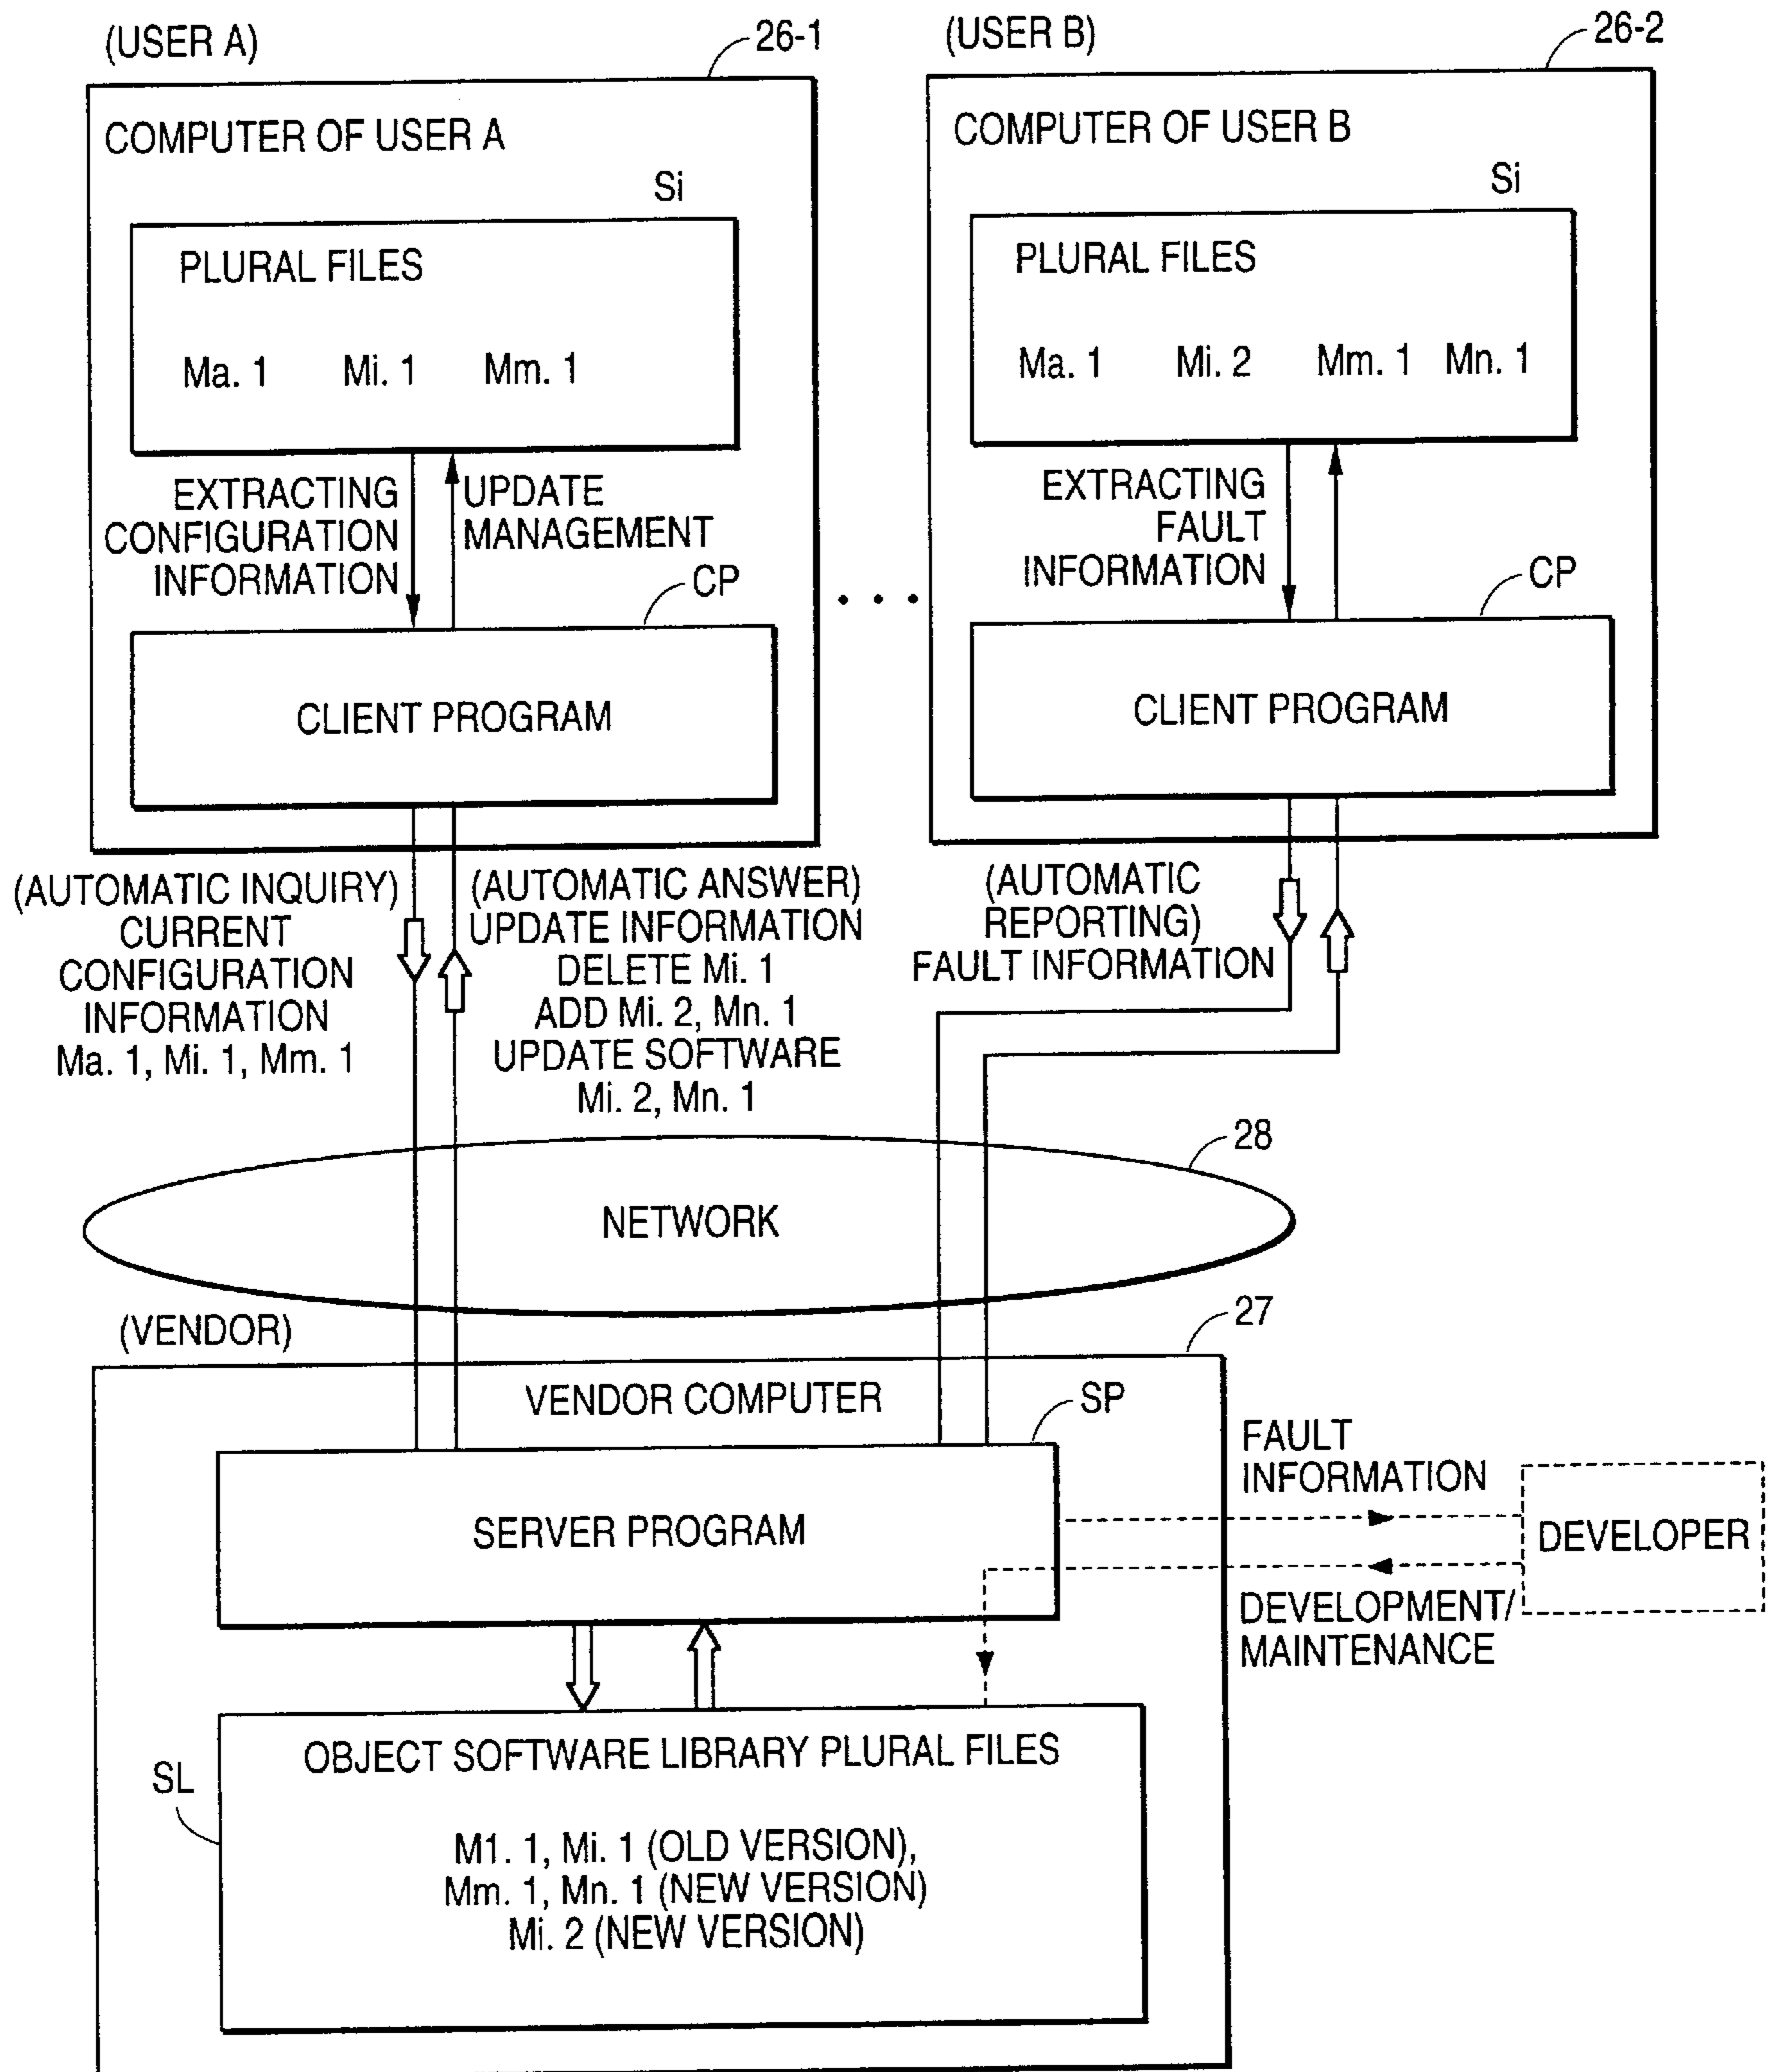 (USER A)
26-1
(USER B)
26-2
COMPUTER OF USER A
Si
PLURAL FILES
Ma. 1 Mi. 1 Mm. 1
EXTRACTING
CONFIGURATION
INFORMATION
UPDATE
MANAGEMENT
CP
CLIENT PROGRAM
COMPUTER OF USER B
Si
PLURAL FILES
Ma. 1 Mi. 2 Mm. 1 Mn. 1
EXTRACTING
FAULT
INFORMATION
CP
CLIENT PROGRAM
(AUTOMATIC INQUIRY)
CURRENT
CONFIGURATION
INFORMATION
Ma. 1, Mi. 1, Mm. 1
(AUTOMATIC ANSWER)
UPDATE INFORMATION
DELETE Mi. 1
ADD Mi. 2, Mn. 1
UPDATE SOFTWARE
Mi. 2, Mn. 1
(AUTOMATIC
REPORTING)
FAULT INFORMATION
28
NETWORK
(VENDOR)
27
VENDOR COMPUTER
SP
SERVER PROGRAM
FAULT
INFORMATION
DEVELOPER
DEVELOPMENT/
MAINTENANCE
SL
OBJECT SOFTWARE LIBRARY PLURAL FILES
M1. 1, Mi. 1 (OLD VERSION),
Mm. 1, Mn. 1 (NEW VERSION)
Mi. 2 (NEW VERSION)